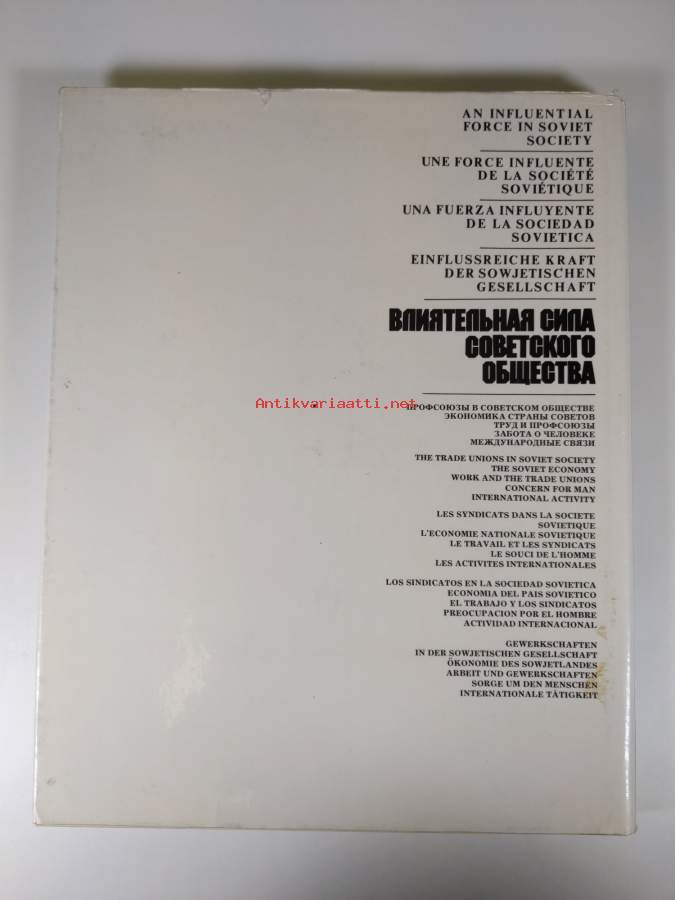 AN INFLUENTIAL
FORCE IN SOVIET
SOCIETY
UNE FORCE INFLUENTE
DE LA SOCIÉTÉ
SOVIÉTIQUE
UNA FUERZA INFLUYENTE
DE LA SOCIEDAD
SOVIETICA
EINFLUSSREICHE KRAFT
DER SOWJETISCHEN
GESELLSCHAFT
ВЛИЯТЕЛЬНАЯ СИЛА
СОВЕТСКОГО
ОБЩЕСТВА
Antikvariaatti.net
ПРОФСОЮЗЫ В СОВЕТСКОМ ОБЩЕСТВЕ
ЭКОНОМИКА СТРАНЫ СОВЕТОВ
ТРУД И ПРОФСОЮЗЫ
ЗАБОТА О ЧЕЛОВЕКЕ
МЕЖДУНАРОДНЫЕ СВЯЗИ
THE TRADE UNIONS IN SOVIET SOCIETY
THE SOVIET ECONOMY
WORK AND THE TRADE UNIONS
CONCERN FOR MAN
INTERNATIONAL ACTIVITY
LES SYNDICATS DANS LA SOCIETE
SOVIETIQUE
L'ECONOMIE NATIONALE SOVIETIQUE
LE TRAVAIL ET LES SYNDICATS
LE SOUCI DE L'HOMME
LES ACTIVITES INTERNATIONALES
LOS SINDICATOS EN LA SOCIEDAD SOVIETICA
ECONOMIA DEL PAIS SOVIETICO
EL TRABAJO Y LOS SINDICATOS
PREOCUPACION POR EL HOMBRE
ACTIVIDAD INTERNACIONAL
GEWERKSCHAFTEN
IN DER SOWJETISCHEN GESELLSCHAFT
ÖKONOMIE DES SOWJETLANDES
ARBEIT UND GEWERKSCHAFTEN
SORGE UM DEN MENSCHEN
INTERNATIONALE TÄTIGKEIT